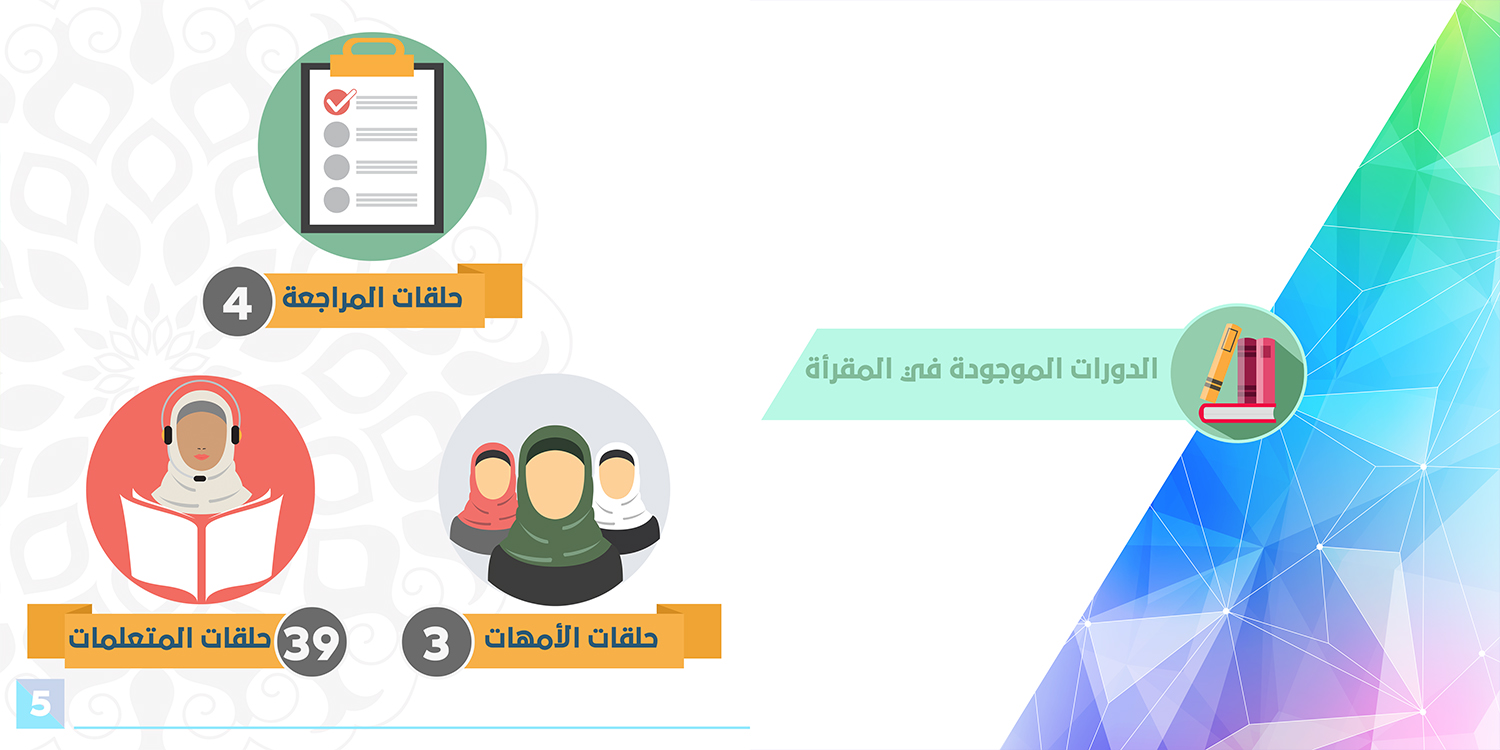 الدورات الموجودة في المقرأة
حلقات المراجعة
4
حلقات الأمهات
3
حلقات المتعلمات
39
5